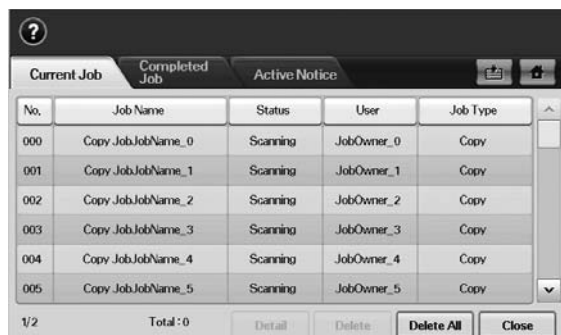 ?
Current Job Completed Job Active Notice
No. Job Name Status User Job Type
000 Copy JobJobName_0 Scanning JobOwner_0 Copy
001 Copy JobJobName_1 Scanning JobOwner_1 Copy
002 Copy JobJobName_2 Scanning JobOwner_2 Copy
003 Copy JobJobName_3 Scanning JobOwner_3 Copy
004 Copy JobJobName_4 Scanning JobOwner_4 Copy
005 Copy JobJobName_5 Scanning JobOwner_5 Copy
1/2 Total : 0 Detail Delete Delete All Close